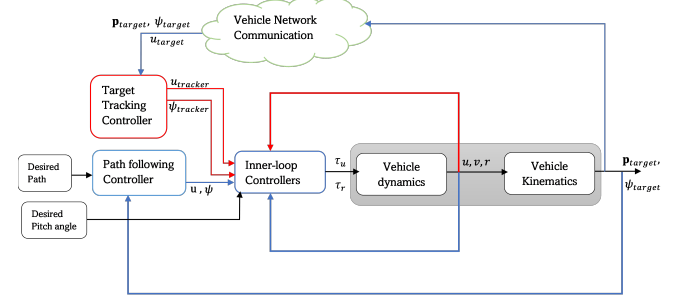 Vehicle Network
Communication
𝐩_target, ψ_target
u_target
Target
Tracking
Controller
u_tracker
ψ_tracker
Desired
Path
Path following
Controller
u , ψ
Inner-loop
Controllers
τ_u
τ_r
Vehicle
dynamics
u, v, r
Vehicle
Kinematics
𝐩_target,
ψ_target
Desired
Pitch angle